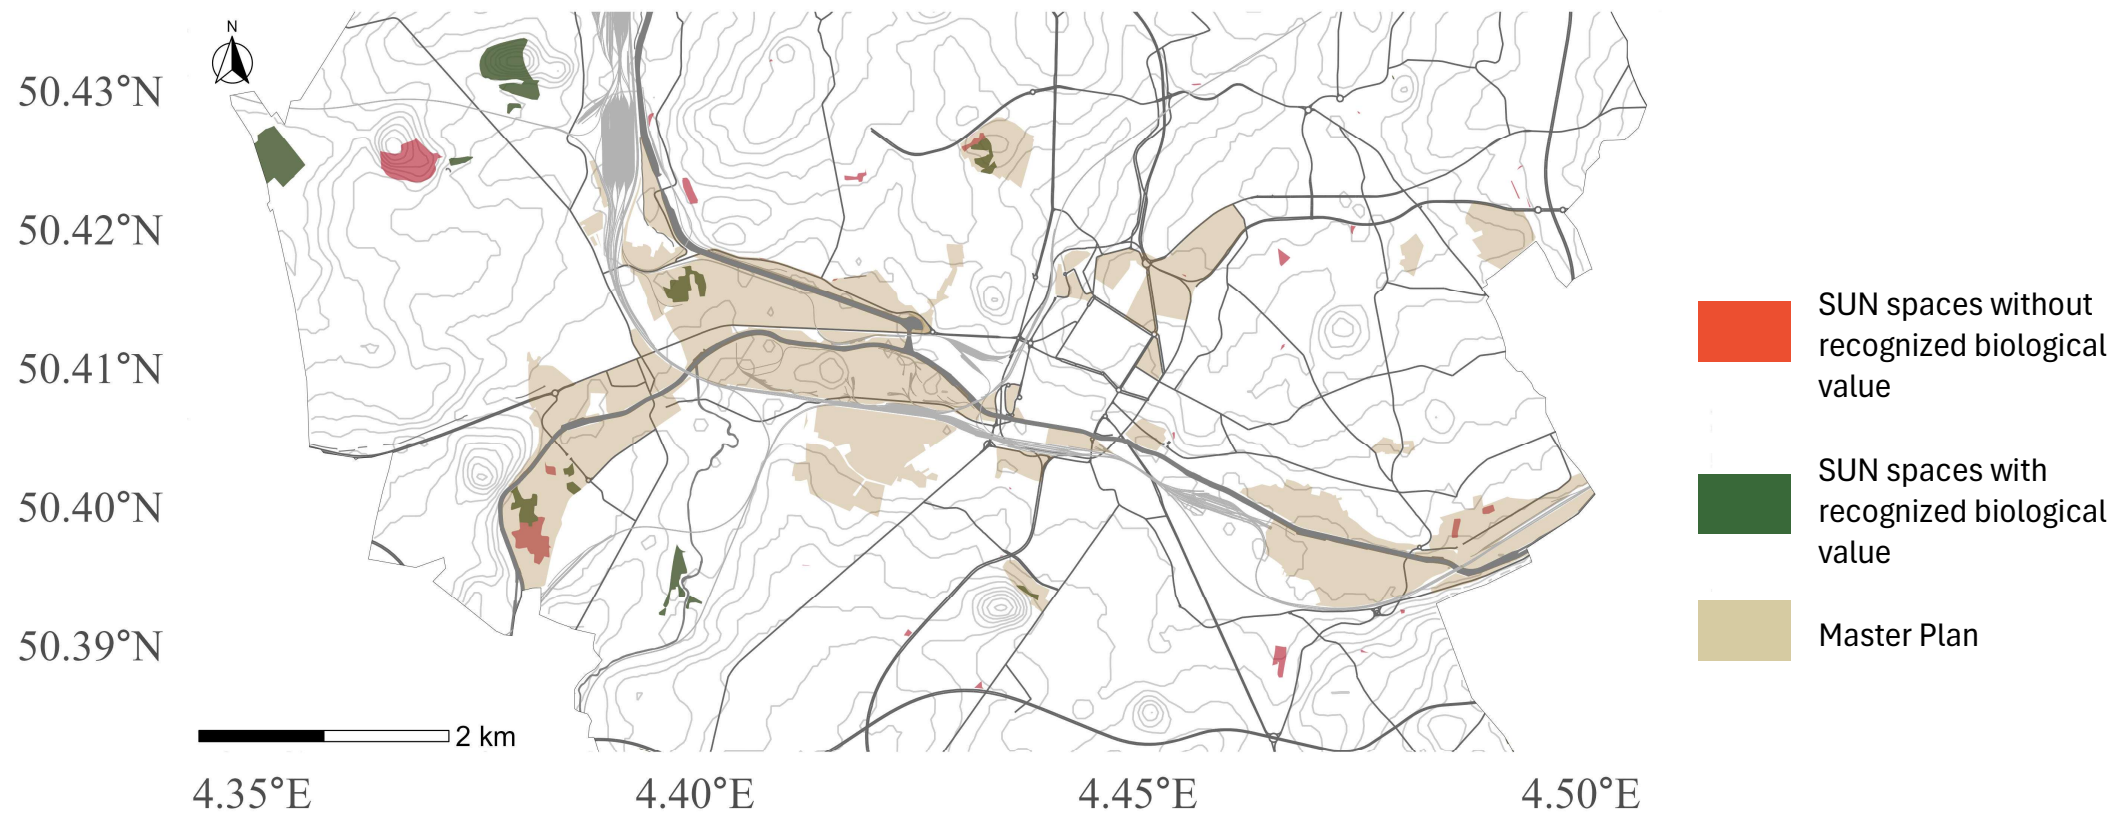 N
50.43°N
50.42°N
50.41°N
50.40°N
50.39°N
2 km
4.35°E
4.40°E
4.45°E
4.50°E
SUN spaces without
recognized biological
value
SUN spaces with
recognized biological
value
Master Plan